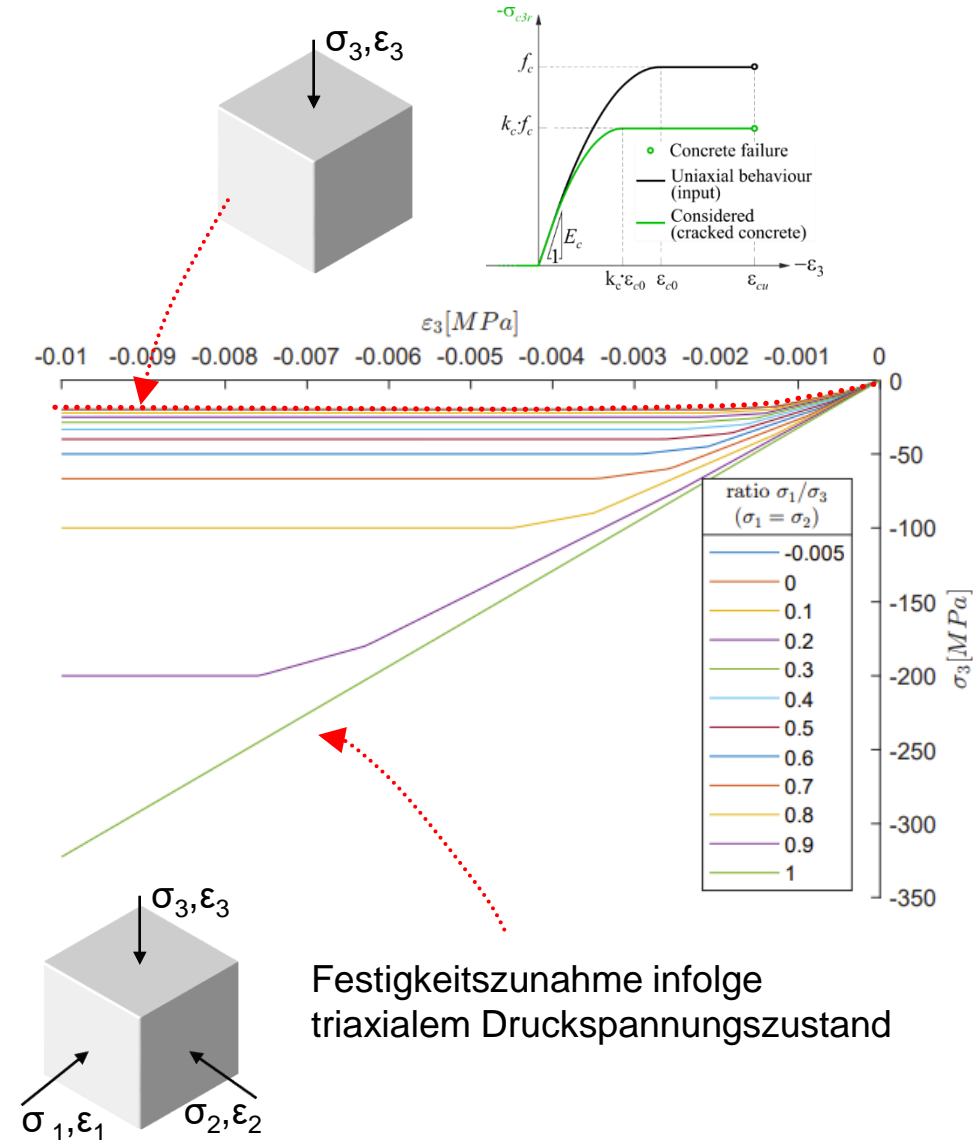 σ3,ε3
-σc3r
fc
kc·fc
Concrete failure
Uniaxial behaviour
(input)
Considered
(cracked concrete)
Ec
1
kc·εc0 εc0 εcu
−ε3
ε3[MPa]
-0.01 -0.009 -0.008 -0.007 -0.006 -0.005 -0.004 -0.003 -0.002 -0.001 0
0
-50
-100
-150
-200
-250
-300
-350
σ3[MPa]
ratio σ1/σ3
(σ1 = σ2)
-0.005
0
0.1
0.2
0.3
0.4
0.5
0.6
0.7
0.8
0.9
1
σ3,ε3
σ1,ε1
σ2,ε2
Festigkeitszunahme infolge
triaxialem Druckspannungszustand